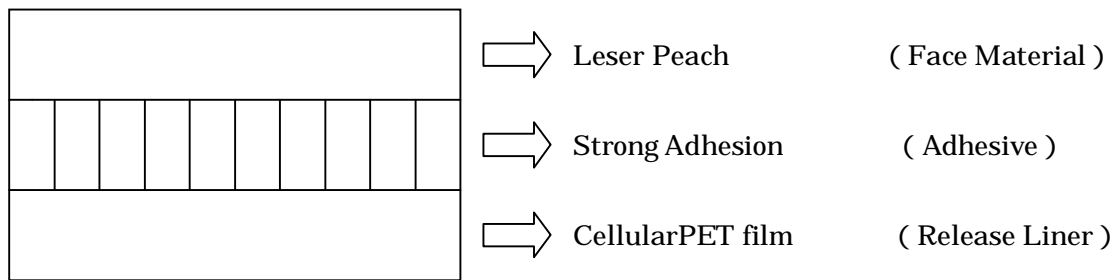 Leser Peach ( Face Material )
Strong Adhesion ( Adhesive )
CellularPET film ( Release Liner )